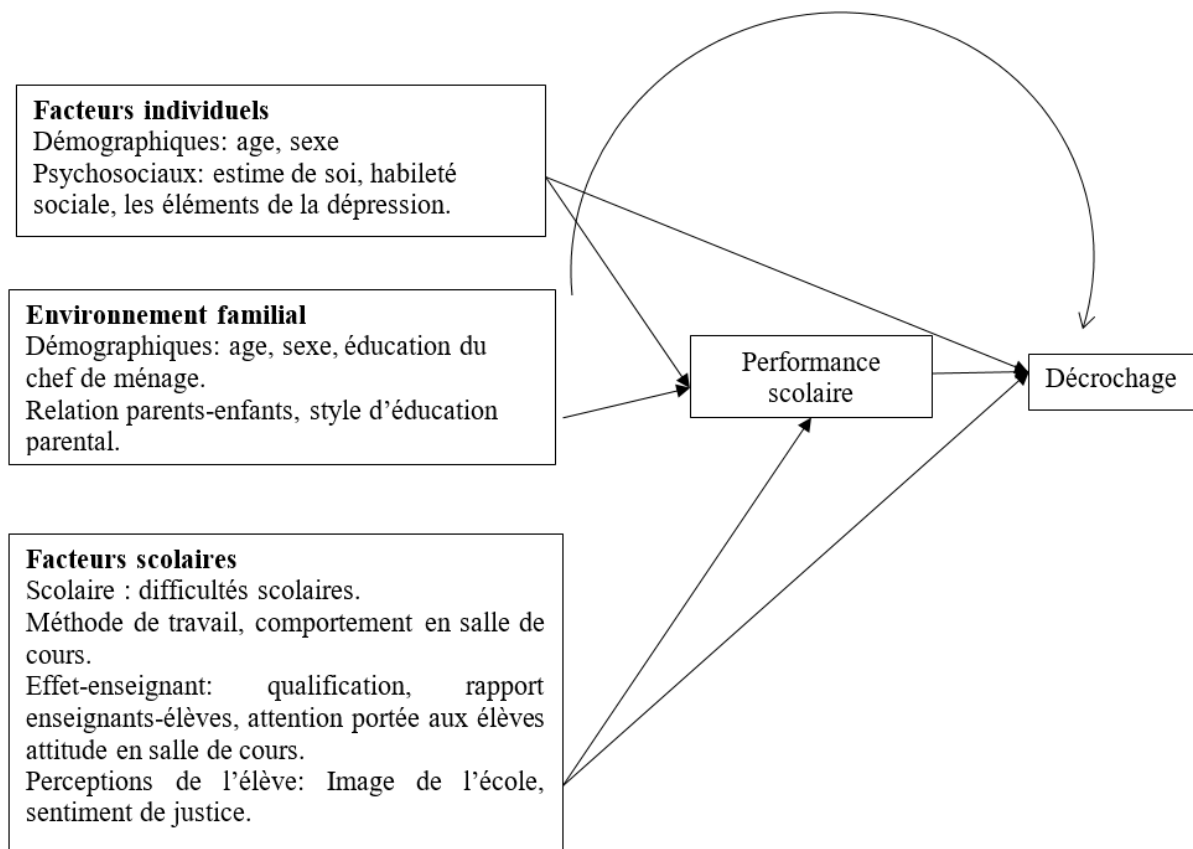 Facteurs individuels
Démographiques: age, sexe
Psychosociaux: estime de soi, habileté
sociale, les éléments de la dépression.
Environnement familial
Démographiques: age, sexe, éducation du
chef de ménage.
Relation parents-enfants, style d’éducation
parental.
Performance
scolaire
Décrochage
Facteurs scolaires
Scolaire : difficultés scolaires.
Méthode de travail, comportement en salle de
cours.
Effet-enseignant: qualification, rapport
enseignants-élèves, attention portée aux élèves
attitude en salle de cours.
Perceptions de l’élève: Image de l’école,
sentiment de justice.